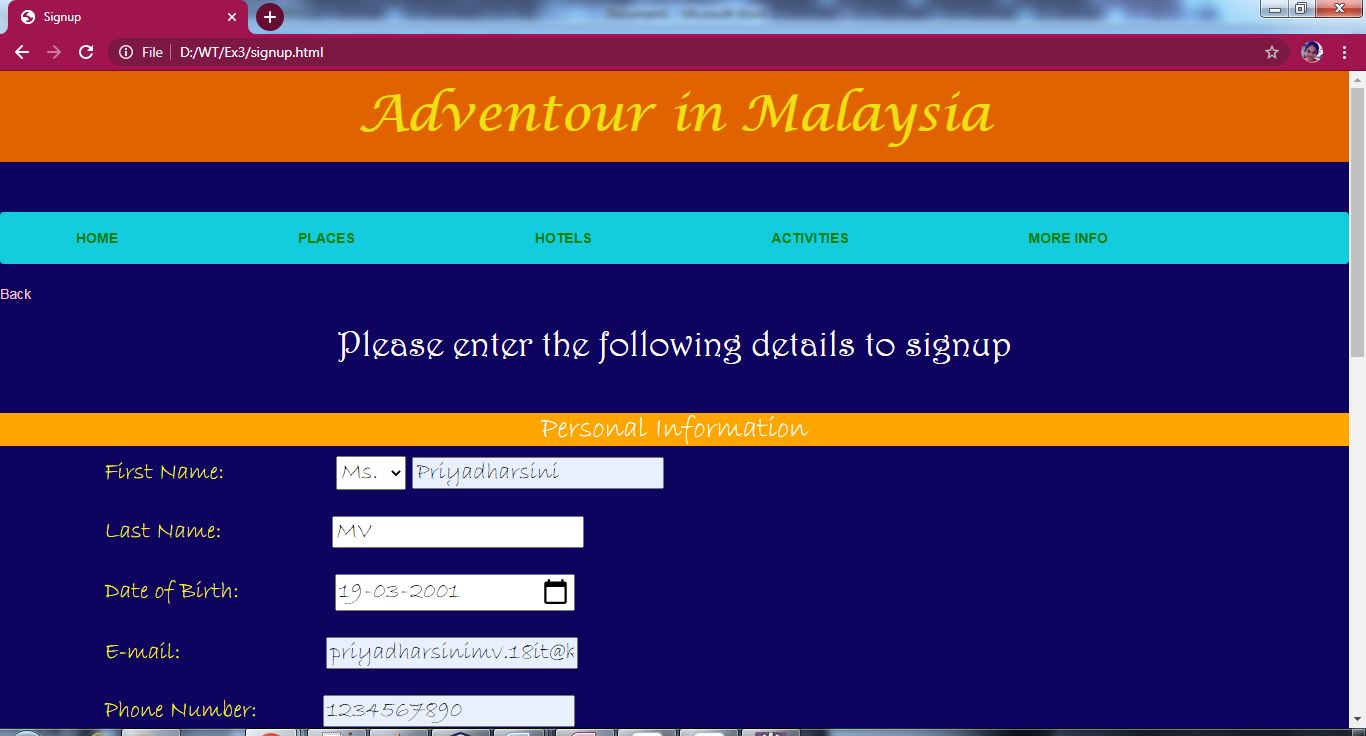 Signup
File D:/WT/Ex3/signup.html
Adventour in Malaysia
HOME PLACES HOTELS ACTIVITIES MORE INFO
Back
Please enter the following details to signup
Personal Information
First Name: Ms. Priyadharsini
Last Name: MV
Date of Birth: 19-03-2001
E-mail: priyadharsinimv.18it@k
Phone Number: 1234567890